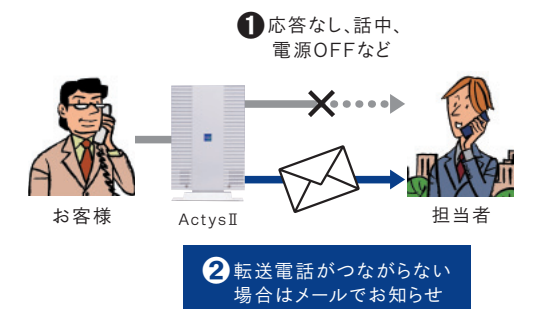 ❶応答なし、話中、
電源OFFなど
お客様
ActysⅡ
担当者
❷転送電話がつながらない
場合はメールでお知らせ